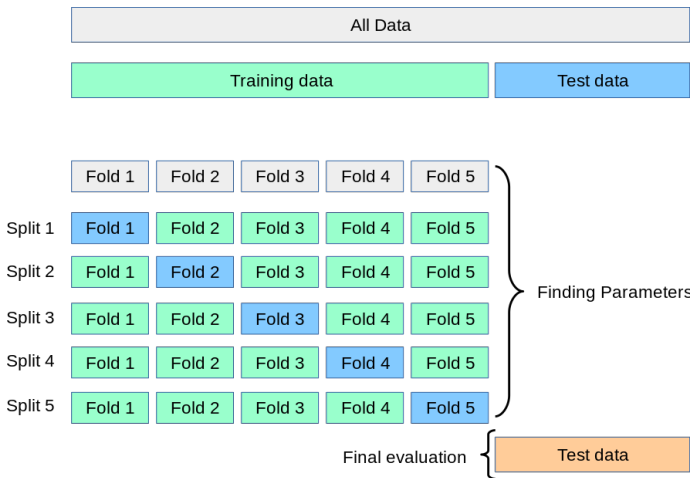 All Data
Training data Test data
Fold 1 Fold 2 Fold 3 Fold 4 Fold 5
Split 1 Fold 1 Fold 2 Fold 3 Fold 4 Fold 5
Split 2 Fold 1 Fold 2 Fold 3 Fold 4 Fold 5
Finding Parameters
Split 3 Fold 1 Fold 2 Fold 3 Fold 4 Fold 5
Split 4 Fold 1 Fold 2 Fold 3 Fold 4 Fold 5
Split 5 Fold 1 Fold 2 Fold 3 Fold 4 Fold 5
Final evaluation Test data